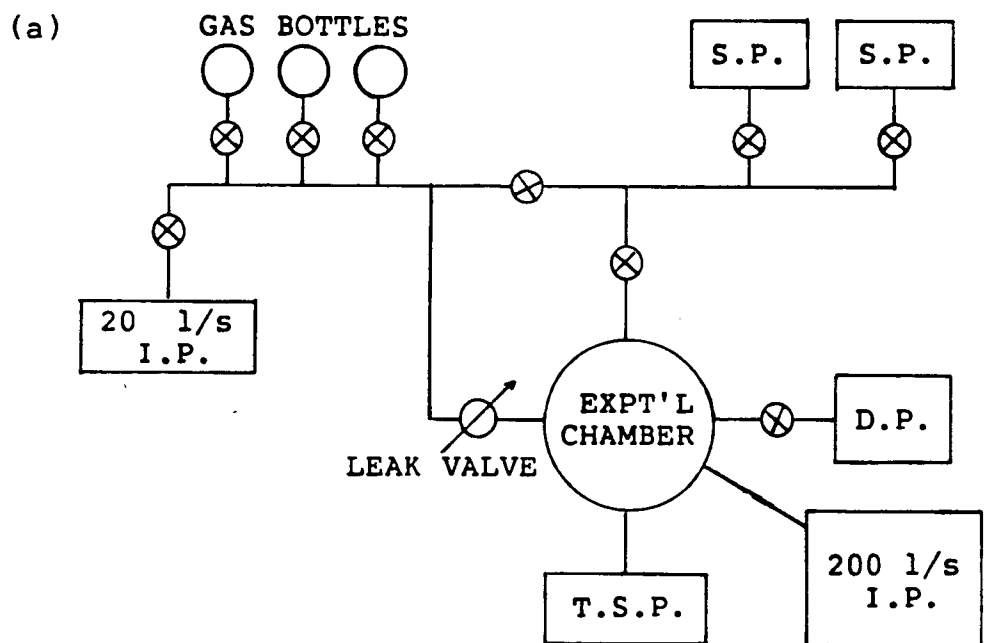 (a)
GAS BOTTLES
S.P.
S.P.
20 l/s
I.P.
EXPT'L
CHAMBER
LEAK VALVE
D.P.
T.S.P.
200 l/s
I.P.